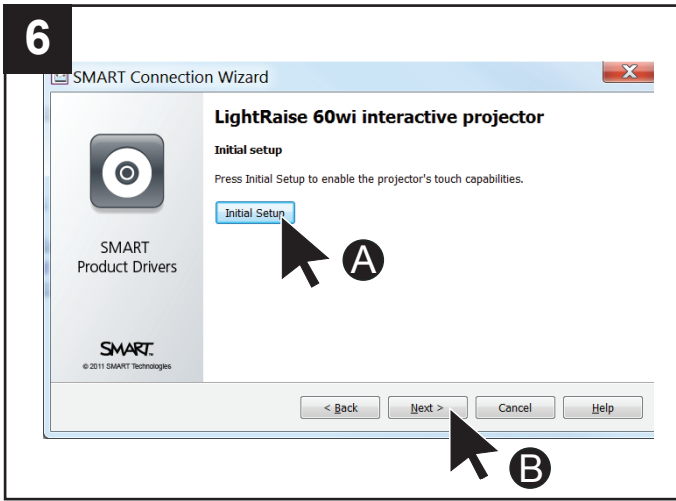 6
SMART Connection Wizard
X
LightRaise 60wi interactive projector
Initial setup
Press Initial Setup to enable the projector's touch capabilities.
Initial Setup
A
SMART
Product Drivers
SMART™
© 2011 SMART Technologies
< Back Next > Cancel Help
B